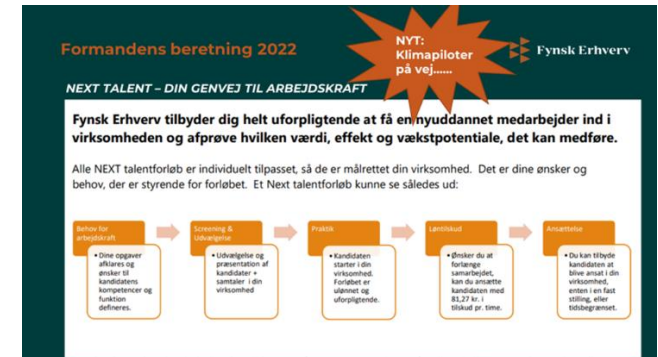 Formandens beretning 2022
NYT:
Klimapiloter
på vej......
Fynsk Erhverv
NEXT TALENT – DIN GENVEJ TIL ARBEJDSKRAFT
Fynsk Erhverv tilbyder dig helt uforpligtende at få en nyuddannet medarbejder ind i
virksomheden og afprøve hvilken værdi, effekt og vækstpotentiale, det kan medføre.
Alle NEXT talentforløb er individuelt tilpasset, så de er målrettet din virksomhed. Det er dine ønsker og
behov, der er styrende for forløbet. Et Next talentforløb kunne se således ud:
Behov for
arbejdskraft
• Dine opgaver
afklares og
ønsker til
kandidatens
kompetencer og
funktion
defineres.
Screening &
Udvælgelse
• Udvælgelse og
præsentation af
kandidater +
samtaler i din
virksomhed
Praktik
• Kandidaten
starter i din
virksomhed.
Forløbet er
ulønnet og
uforpligtende.
Løntilskud
• Ønsker du at
forlænge
samarbejdet,
kan du ansætte
kandidaten med
81,27 kr. i
tilskud pr. time.
Ansættelse
• Du kan tilbyde
kandidaten at
blive ansat i din
virksomhed,
enten i en fast
stilling, eller
tidsbegrænset.